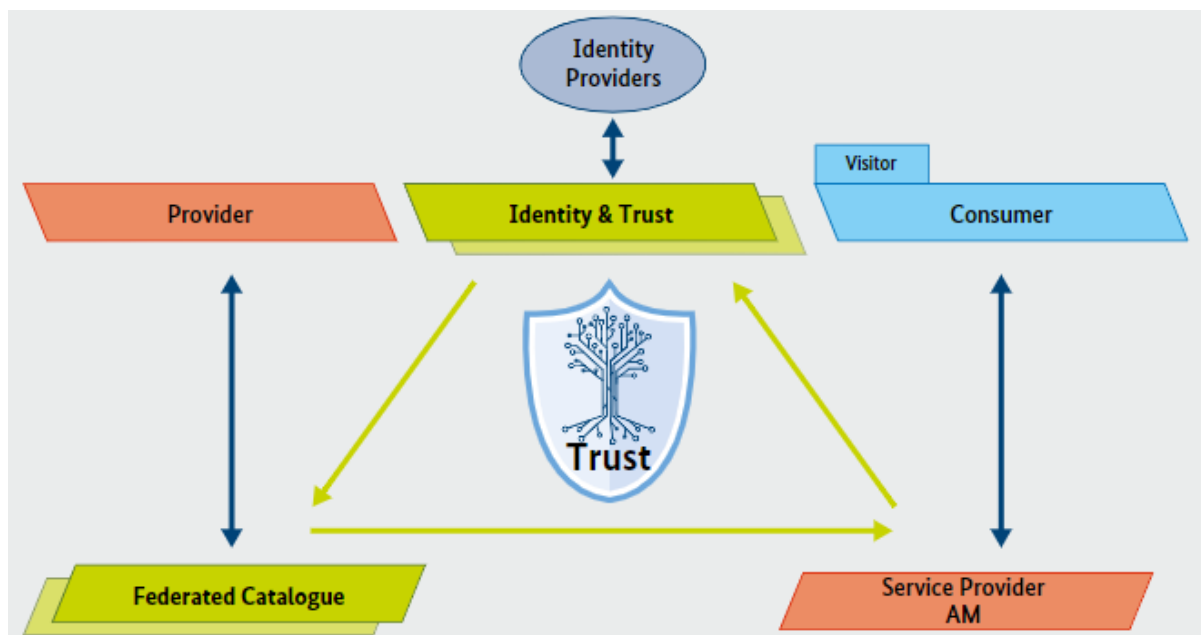 Identity
Providers
Visitor
Provider
Identity & Trust
Consumer
Trust
Federated Catalogue
Service Provider
AM